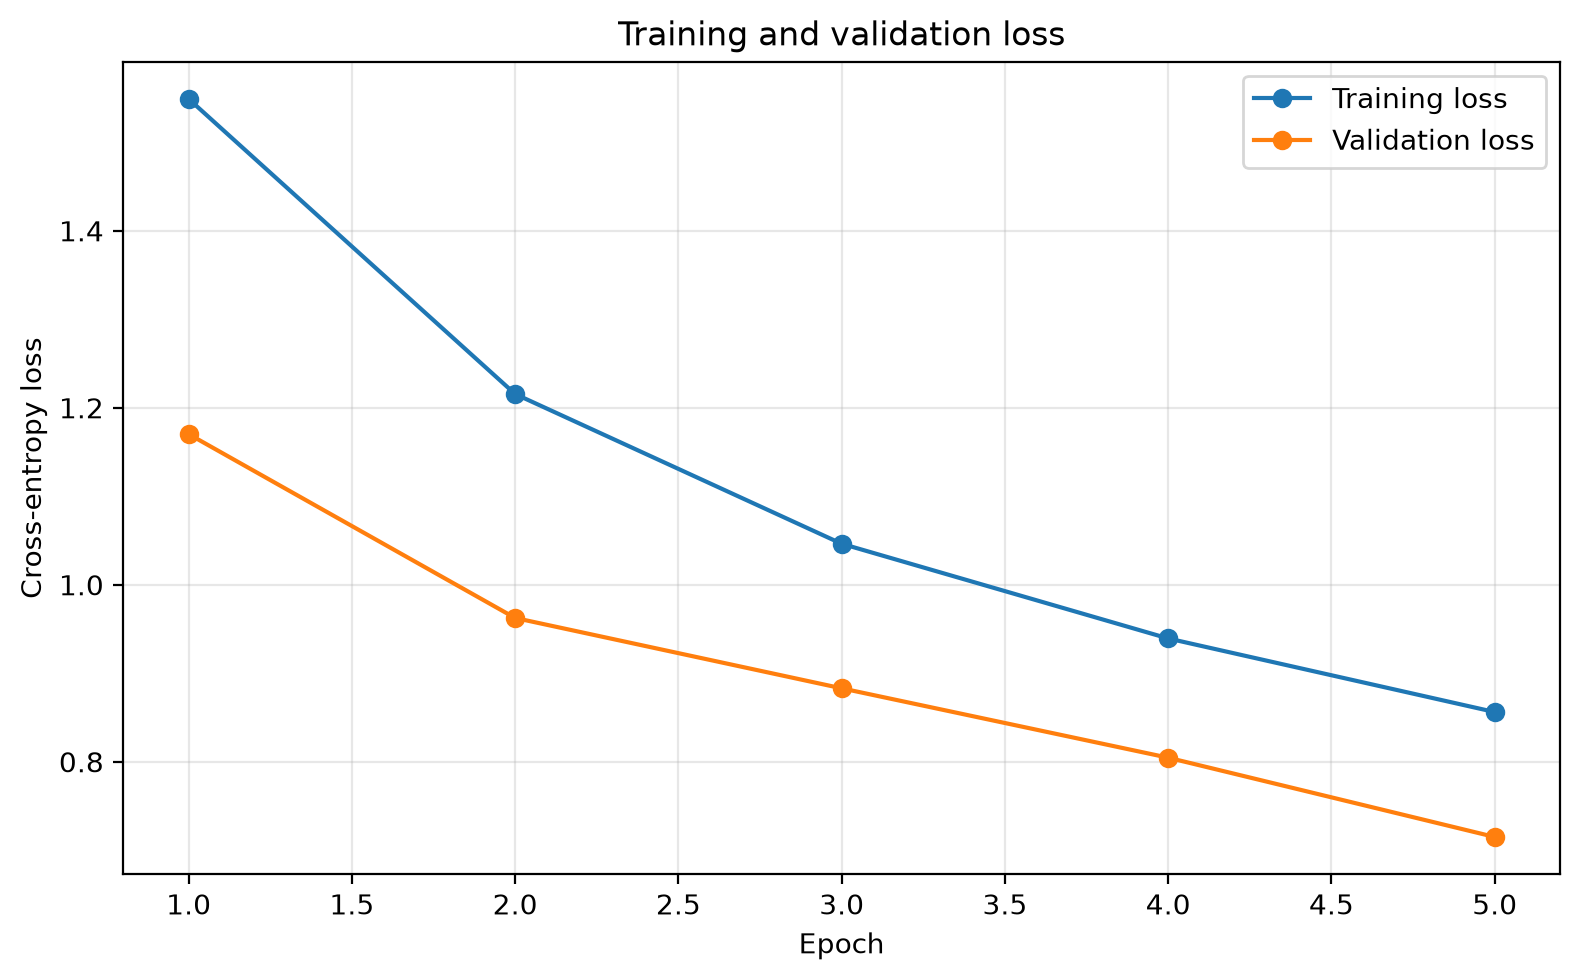 Training and validation loss
Training loss
Validation loss
Cross-entropy loss
1.4
1.2
1.0
0.8
1.0 1.5 2.0 2.5 3.0 3.5 4.0 4.5 5.0
Epoch